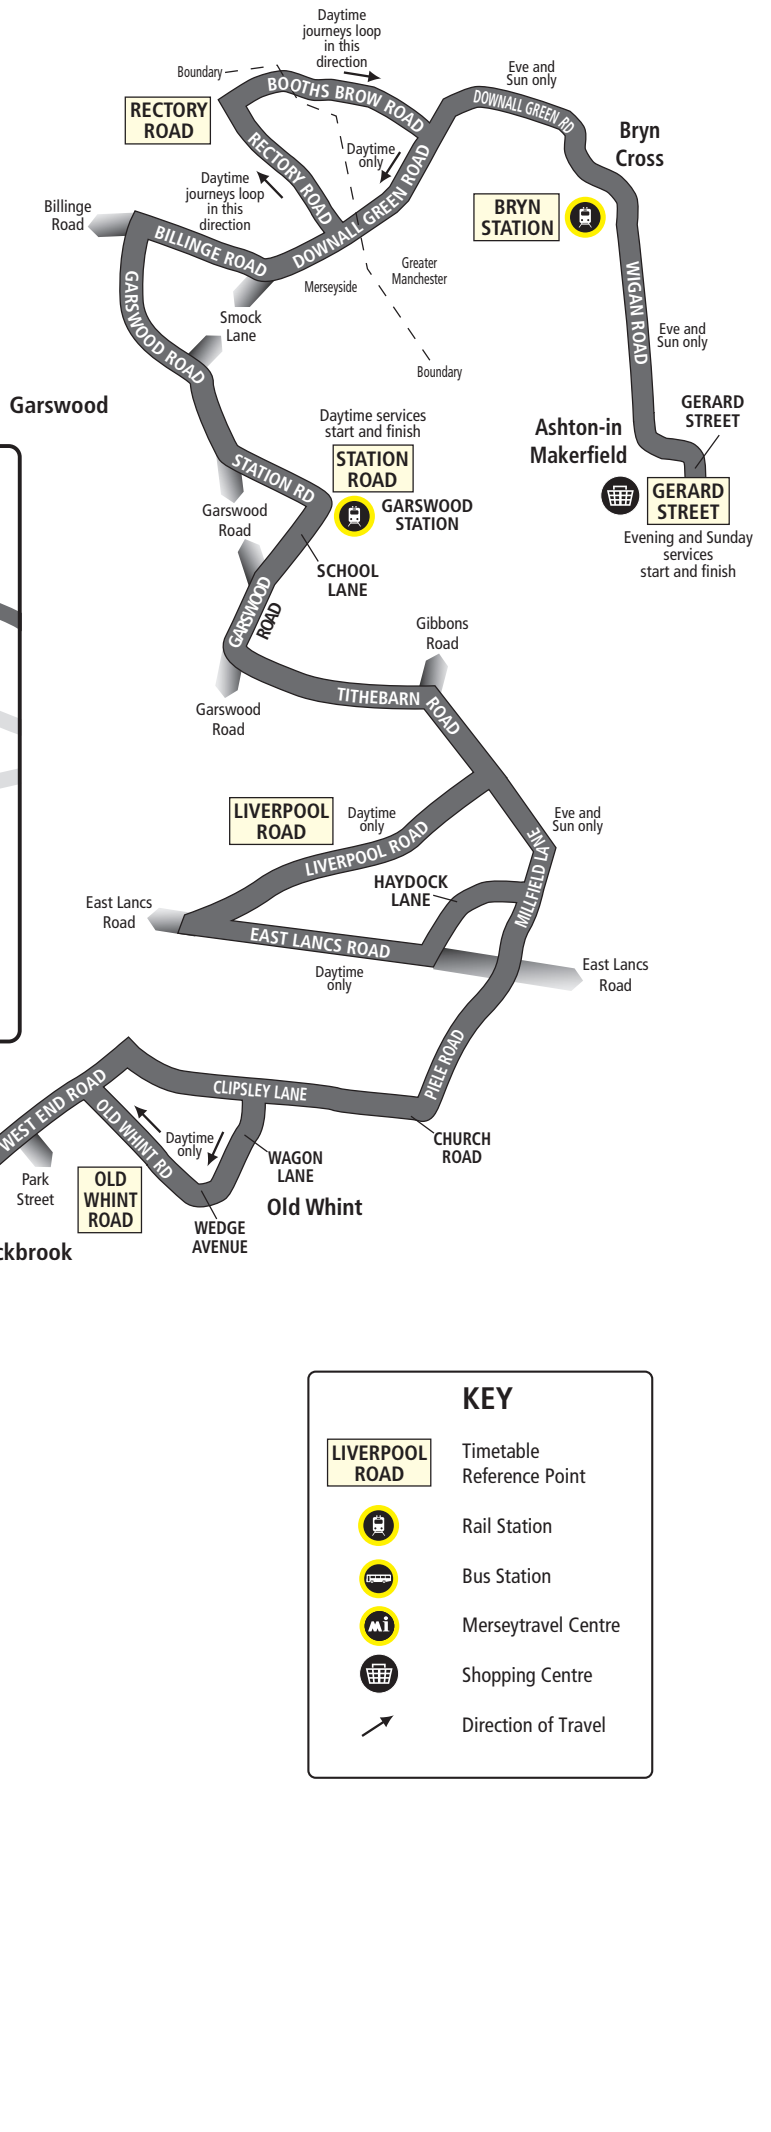 Daytime
journeys loop
in this
direction
Boundary
Eve and
Sun only
BOOTHS BROW ROAD
DOWNALL GREEN RD
RECTORY
ROAD
Bryn
Cross
RECTORY ROAD
Daytime
only
Daytime
journeys loop
in this
direction
BRYN
STATION
Billinge
Road
BILLINGE ROAD
DOWNALL GREEN ROAD
Greater
Manchester
Merseyside
GARSWOOD ROAD
WIGAN ROAD
Smock
Lane
Eve and
Sun only
Boundary
Garswood
GERARD
STREET
Daytime services
start and finish
Ashton-in
Makerfield
STATION
ROAD
STATION RD
GERARD
STREET
GARSWOOD
STATION
Garswood
Road
Evening and Sunday
services
start and finish
SCHOOL
LANE
GARSWOOD
ROAD
Gibbons
Road
TITHEBARN ROAD
Garswood
Road
LIVERPOOL
ROAD
Daytime
only
Eve and
Sun only
LIVERPOOL ROAD
MILLFIELD LANE
HAYDOCK
LANE
East Lancs
Road
EAST LANCS ROAD
Daytime
only
East Lancs
Road
PIELE ROAD
WEST END ROAD
CLIPSLEY LANE
OLD WHINT RD
Daytime
only
CHURCH
ROAD
WAGON
LANE
Park
Street
OLD
WHINT
ROAD
Old Whint
WEDGE
AVENUE
ckbrook
KEY
LIVERPOOL
ROAD
Timetable
Reference Point
Rail Station
Bus Station
mi
Merseytravel Centre
Shopping Centre
Direction of Travel